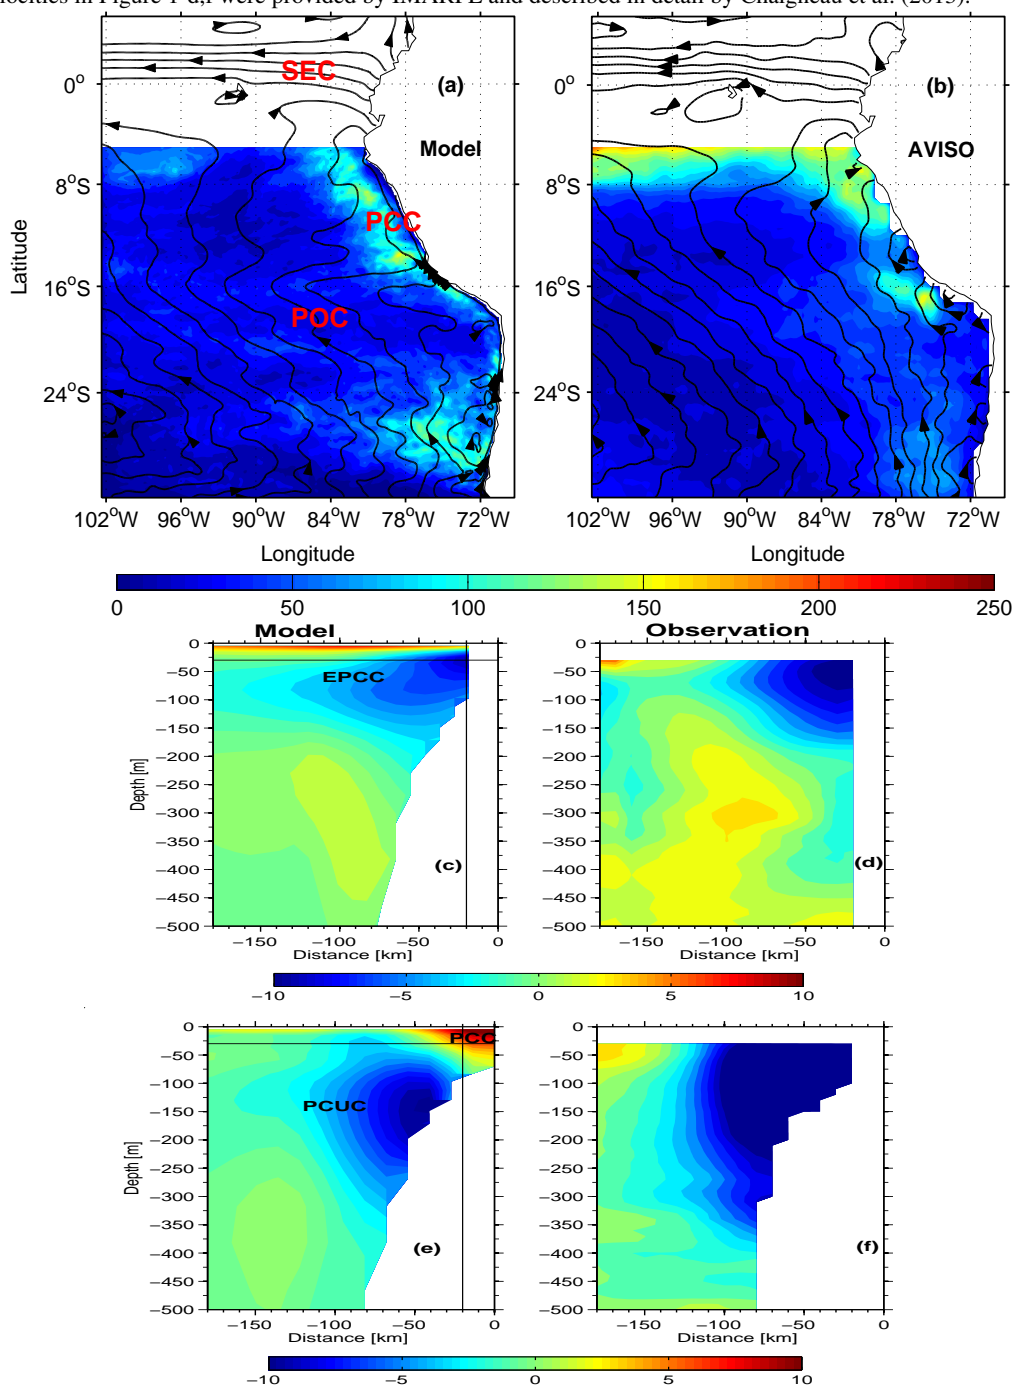 ocities in Figure 1 d,f were provided by IMARPE and described in detail by Chaigneau et al. (2013).
SEC
(a)
(b)
Model
AVISO
PCC
POC
0°
8°S
16°S
24°S
0°
8°S
16°S
24°S
Latitude
102°W 96°W 90°W 84°W 78°W 72°W
102°W 96°W 90°W 84°W 78°W 72°W
Longitude
Longitude
0 50 100 150 200 250
Model
Observation
0
−50
−100
−150
−200
−250
−300
−350
−400
−450
−500
Depth [m]
EPCC
(c)
0
−50
−100
−150
−200
−250
−300
−350
−400
−450
−500
(d)
−150 −100 −50 0
−150 −100 −50 0
Distance [km]
Distance [km]
−10 −5 0 5 10
0
−50
−100
−150
−200
−250
−300
−350
−400
−450
−500
Depth [m]
PCC
PCUC
(e)
0
−50
−100
−150
−200
−250
−300
−350
−400
−450
−500
(f)
−150 −100 −50 0
−150 −100 −50 0
Distance [km]
Distance [km]
−10 −5 0 5 10